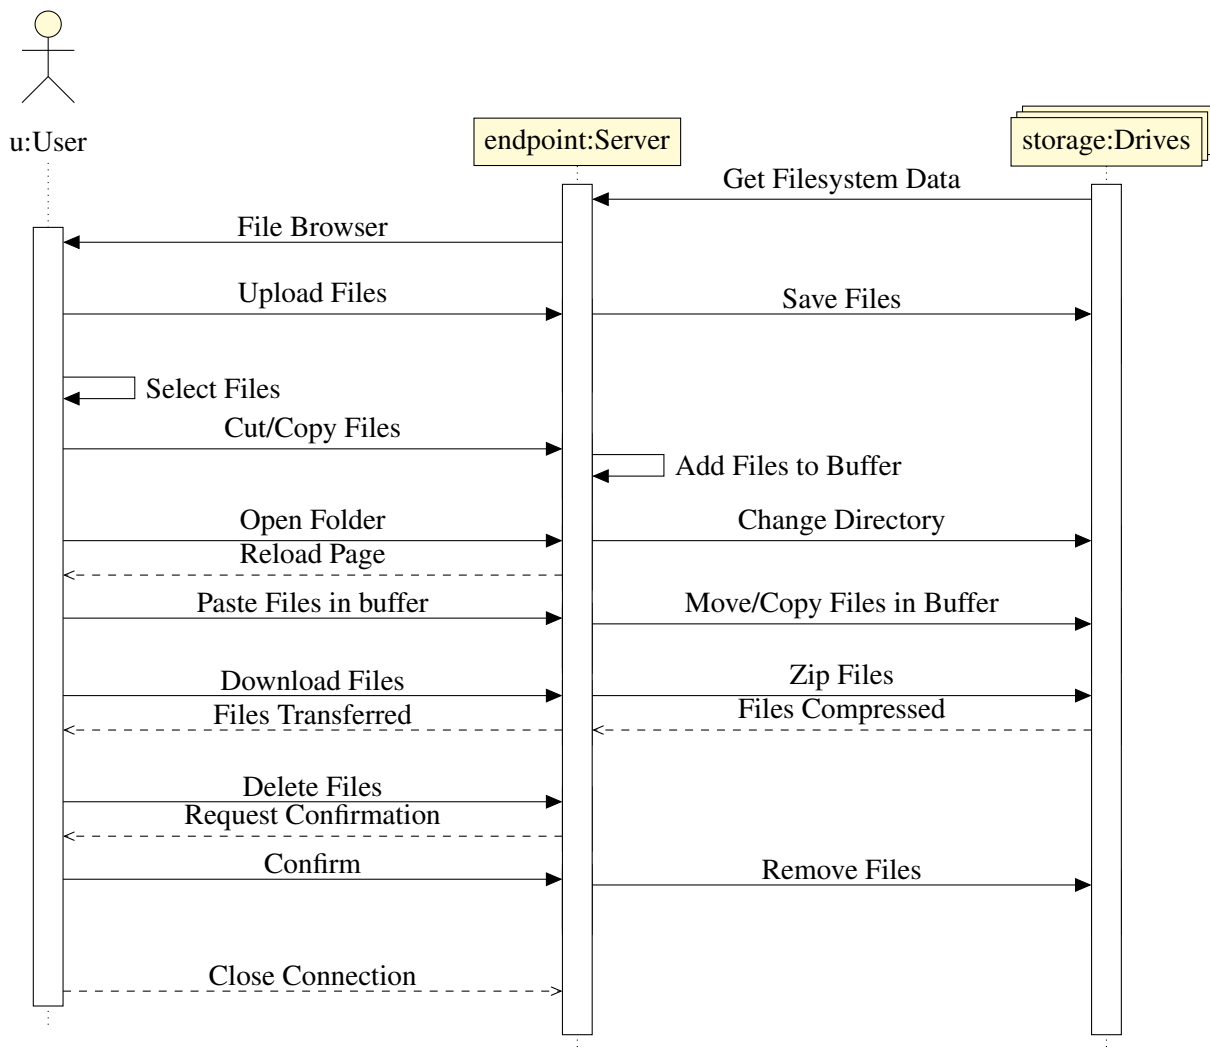 u:User
endpoint:Server
storage:Drives
Get Filesystem Data
File Browser
Upload Files
Save Files
Select Files
Cut/Copy Files
Add Files to Buffer
Open Folder
Change Directory
Reload Page
Paste Files in buffer
Move/Copy Files in Buffer
Download Files
Zip Files
Files Transferred
Files Compressed
Delete Files
Request Confirmation
Confirm
Remove Files
Close Connection